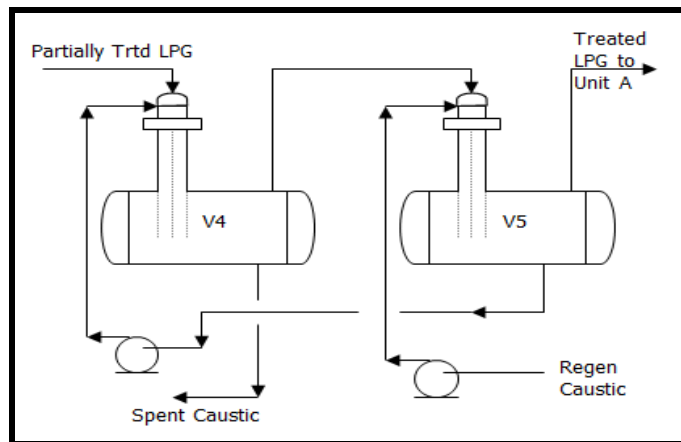 Partially Trtd LPG
Treated
LPG to
Unit A
V4
V5
Regen
Caustic
Spent Caustic